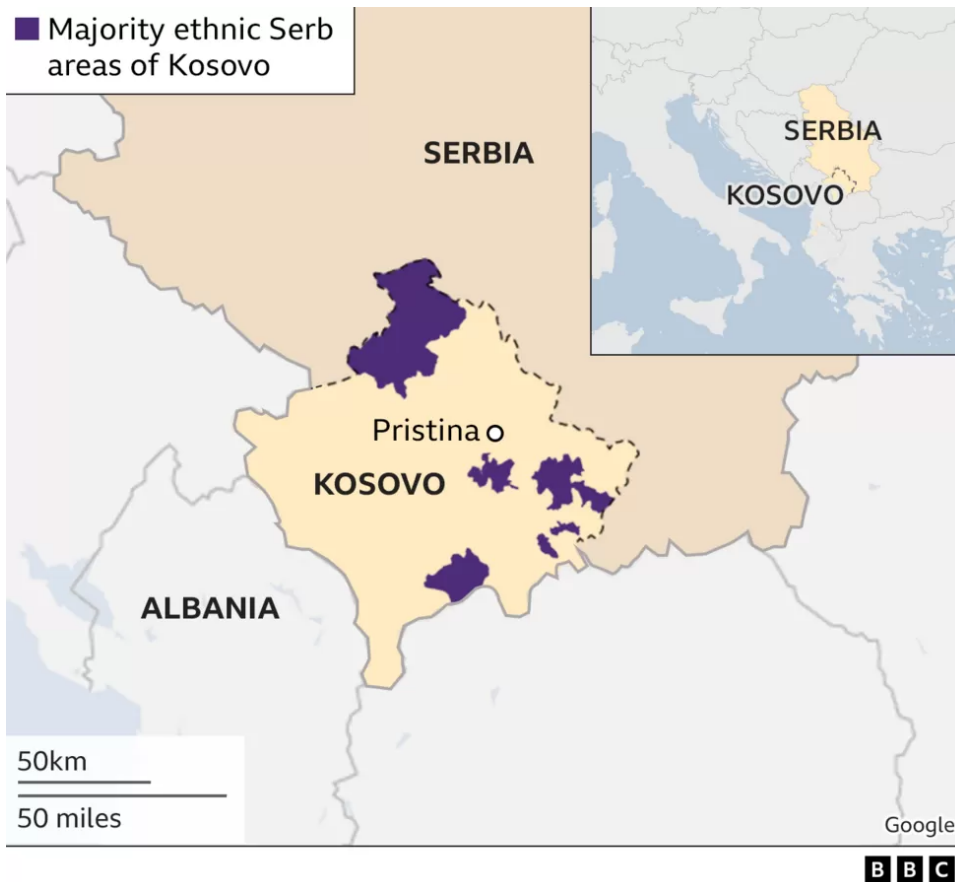 Majority ethnic Serb
areas of Kosovo
SERBIA
SERBIA
KOSOVO
Pristina
KOSOVO
ALBANIA
50km
50 miles
Google
BBC